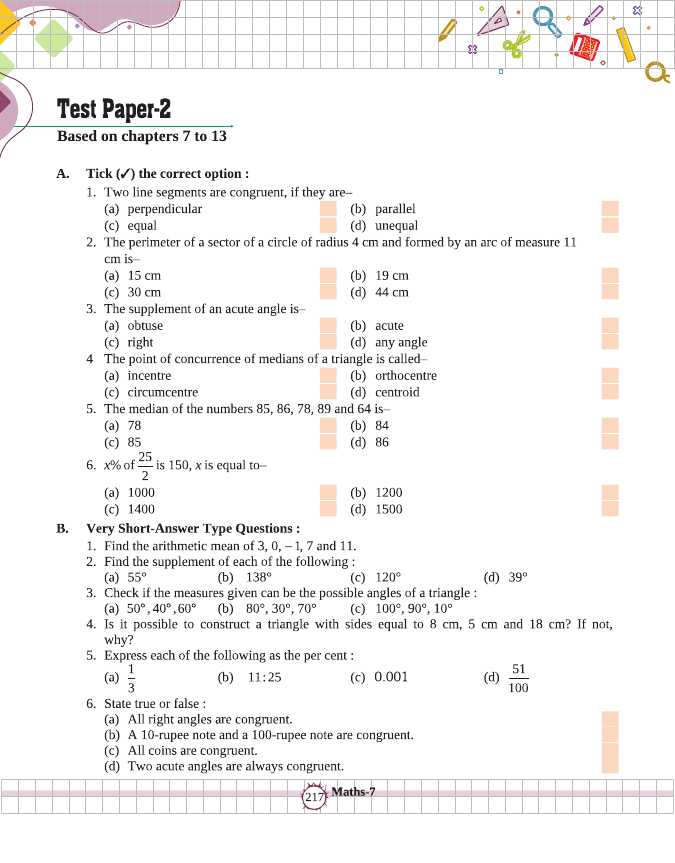 Test Paper-2
Based on chapters 7 to 13
A. Tick (✓) the correct option :
1. Two line segments are congruent, if they are–
(a) perpendicular (b) parallel
(c) equal (d) unequal
2. The perimeter of a sector of a circle of radius 4 cm and formed by an arc of measure 11
cm is–
(a) 15 cm (b) 19 cm
(c) 30 cm (d) 44 cm
3. The supplement of an acute angle is–
(a) obtuse (b) acute
(c) right (d) any angle
4 The point of concurrence of medians of a triangle is called–
(a) incentre (b) orthocentre
(c) circumcentre (d) centroid
5. The median of the numbers 85, 86, 78, 89 and 64 is–
(a) 78 (b) 84
(c) 85 (d) 86
6. x% of 25/2 is 150, x is equal to–
(a) 1000 (b) 1200
(c) 1400 (d) 1500
B. Very Short-Answer Type Questions :
1. Find the arithmetic mean of 3, 0, –1, 7 and 11.
2. Find the supplement of each of the following :
(a) 55° (b) 138° (c) 120° (d) 39°
3. Check if the measures given can be the possible angles of a triangle :
(a) 50°, 40°, 60° (b) 80°, 30°, 70° (c) 100°, 90°, 10°
4. Is it possible to construct a triangle with sides equal to 8 cm, 5 cm and 18 cm? If not,
why?
5. Express each of the following as the per cent :
(a) 1/3 (b) 11:25 (c) 0.001 (d) 51/100
6. State true or false :
(a) All right angles are congruent.
(b) A 10-rupee note and a 100-rupee note are congruent.
(c) All coins are congruent.
(d) Two acute angles are always congruent.
217 Maths-7